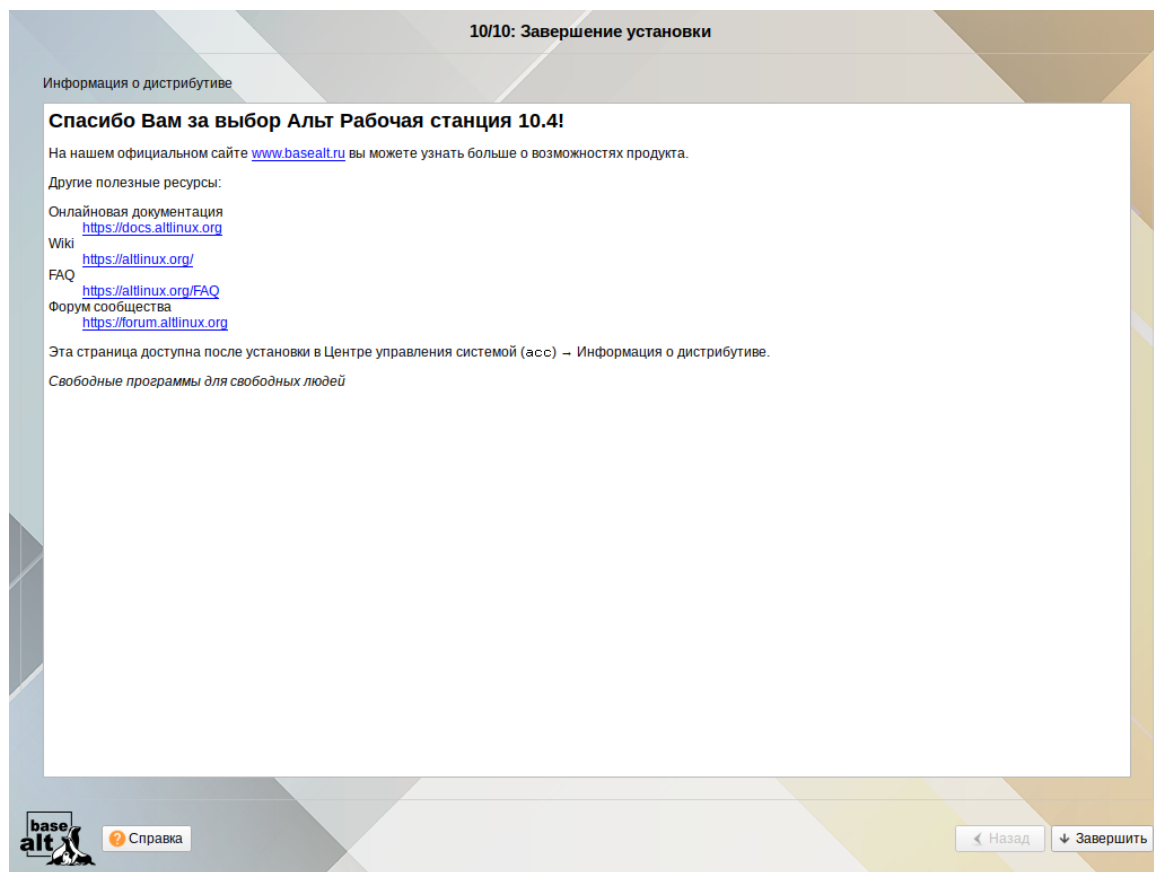 10/10: Завершение установки
Информация о дистрибутиве
Спасибо Вам за выбор Альт Рабочая станция 10.4!
На нашем официальном сайте www.basealt.ru вы можете узнать больше о возможностях продукта.
Другие полезные ресурсы:
Онлайновая документация
https://docs.altlinux.org
Wiki
https://altlinux.org/
FAQ
https://altlinux.org/FAQ
Форум сообщества
https://forum.altlinux.org
Эта страница доступна после установки в Центре управления системой (acc) → Информация о дистрибутиве.
Свободные программы для свободных людей
base
alt
Справка
Назад
Завершить